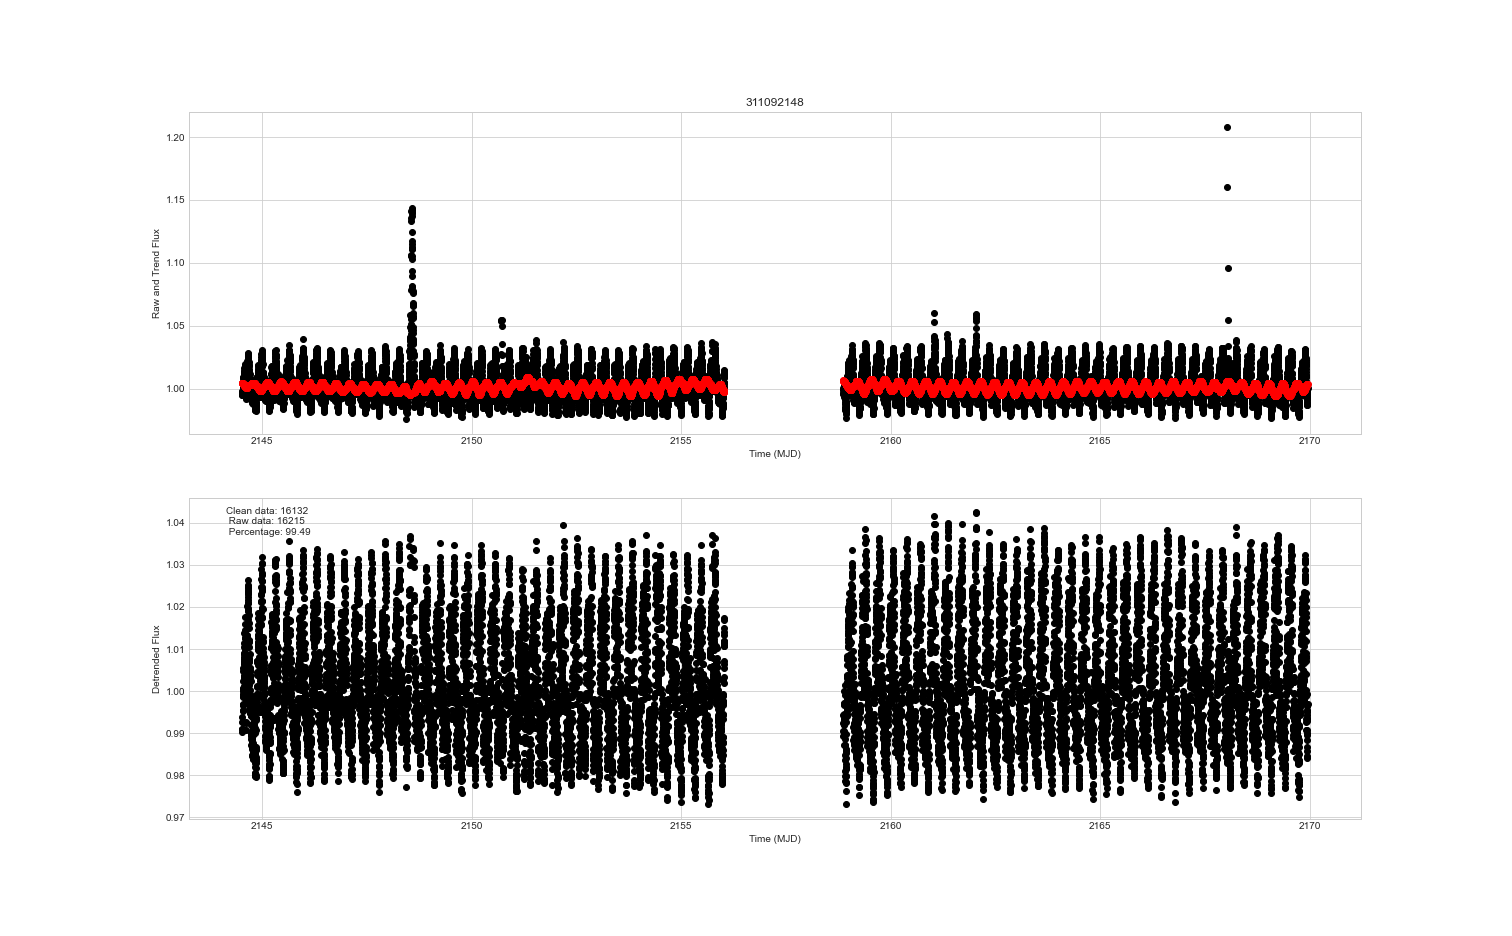 311092148
1.20
1.15
1.10
1.05
1.00
Raw and Trend Flux
2145 2150 2155 2160 2165 2170
Time (MJD)
Clean data: 16132
Raw data: 16215
Percentage: 99.49
1.04
1.03
1.02
1.01
1.00
0.99
0.98
0.97
Detrended Flux
2145 2150 2155 2160 2165 2170
Time (MJD)